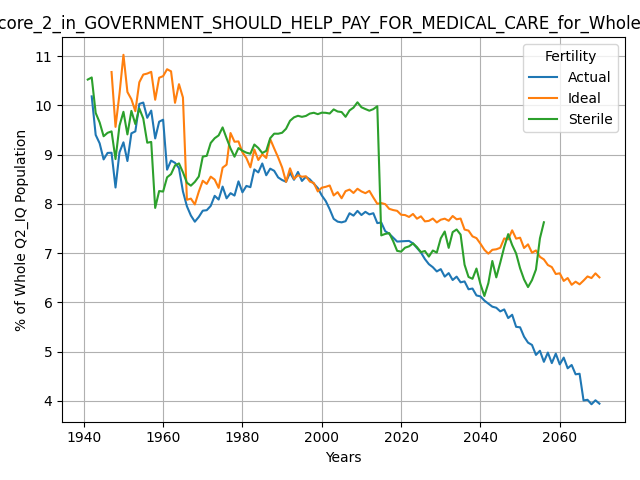 core_2_in_GOVERNMENT_SHOULD_HELP_PAY_FOR_MEDICAL_CARE_for_Whole
Fertility
Actual
Ideal
Sterile
% of Whole Q2_IQ Population
11
10
9
8
7
6
5
4
1940 1960 1980 2000 2020 2040 2060
Years